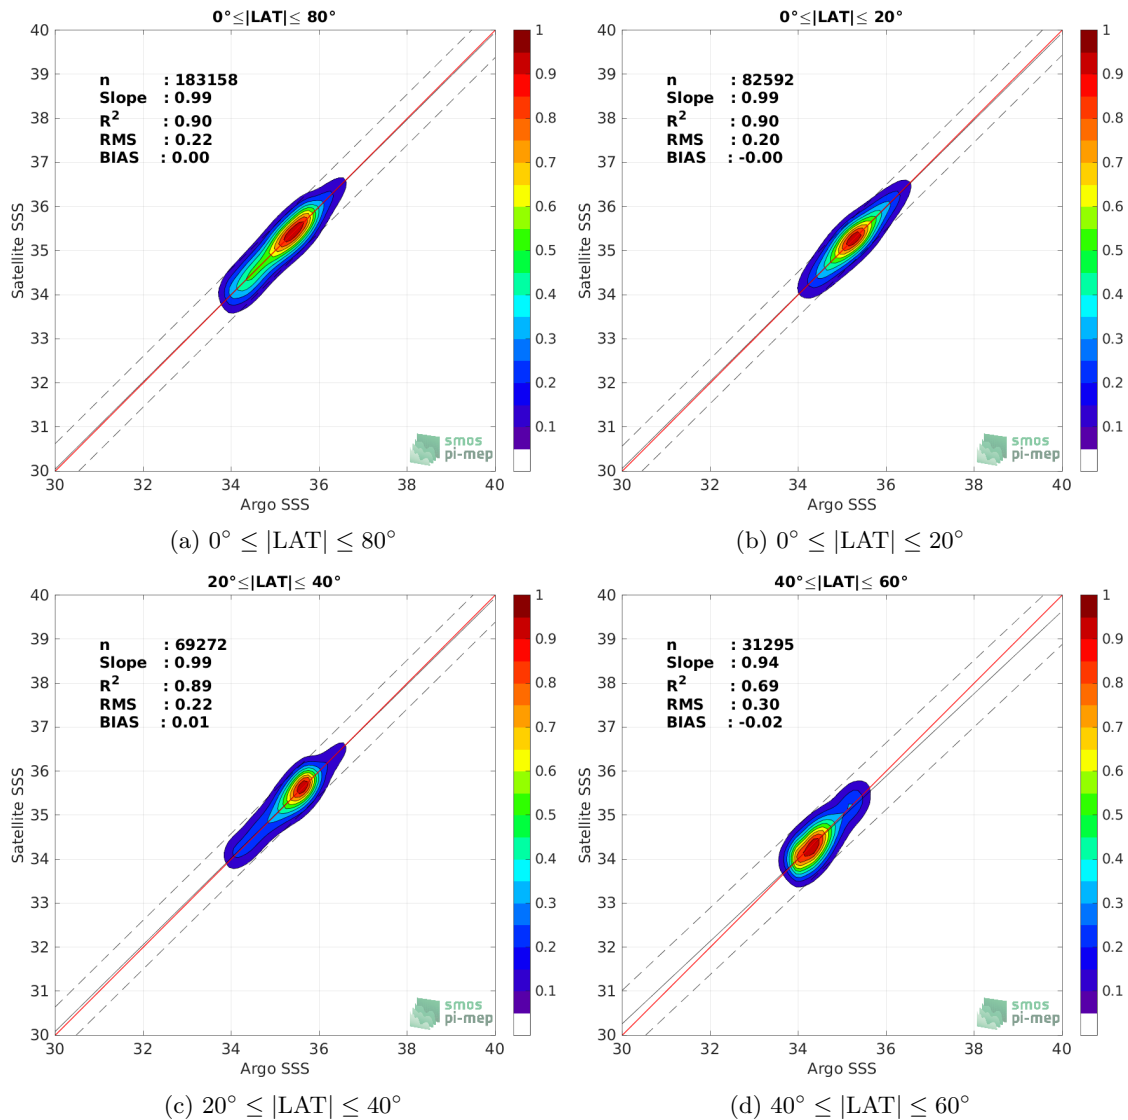 0°≤|LAT|≤ 80°
n : 183158
Slope : 0.99
R2 : 0.90
RMS : 0.22
BIAS : 0.00
40
39
38
37
36
35
34
33
32
31
30
30 32 34 36 38 40
Satellite SSS
Argo SSS
1
0.9
0.8
0.7
0.6
0.5
0.4
0.3
0.2
0.1
smos
pi-mep
(a) 0° ≤ |LAT| ≤ 80°
0°≤|LAT|≤ 20°
n : 82592
Slope : 0.99
R2 : 0.90
RMS : 0.20
BIAS : -0.00
40
39
38
37
36
35
34
33
32
31
30
30 32 34 36 38 40
Satellite SSS
Argo SSS
1
0.9
0.8
0.7
0.6
0.5
0.4
0.3
0.2
0.1
smos
pi-mep
(b) 0° ≤ |LAT| ≤ 20°
20°≤|LAT|≤ 40°
n : 69272
Slope : 0.99
R2 : 0.89
RMS : 0.22
BIAS : 0.01
40
39
38
37
36
35
34
33
32
31
30
30 32 34 36 38 40
Satellite SSS
Argo SSS
1
0.9
0.8
0.7
0.6
0.5
0.4
0.3
0.2
0.1
smos
pi-mep
(c) 20° ≤ |LAT| ≤ 40°
40°≤|LAT|≤ 60°
n : 31295
Slope : 0.94
R2 : 0.69
RMS : 0.30
BIAS : -0.02
40
39
38
37
36
35
34
33
32
31
30
30 32 34 36 38 40
Satellite SSS
Argo SSS
1
0.9
0.8
0.7
0.6
0.5
0.4
0.3
0.2
0.1
smos
pi-mep
(d) 40° ≤ |LAT| ≤ 60°